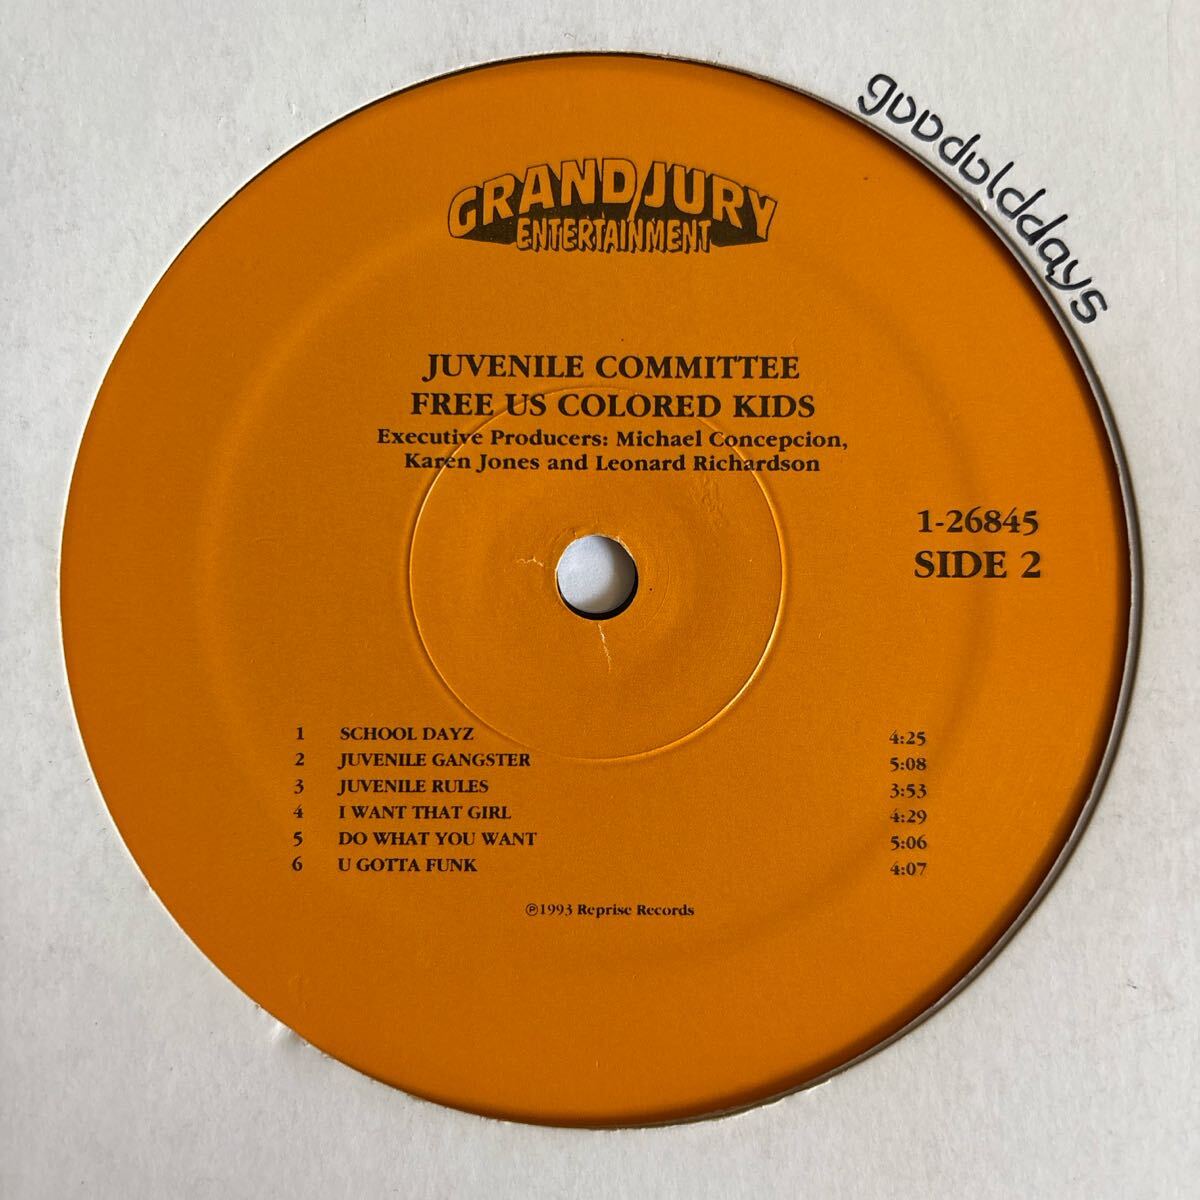 goodolddays
GRAND JURY
ENTERTAINMENT
JUVENILE COMMITTEE
FREE US COLORED KIDS
Executive Producers: Michael Concepcion,
Karen Jones and Leonard Richardson
1-26845
SIDE 2
1 SCHOOL DAYZ 4:25
2 JUVENILE GANGSTER 5:08
3 JUVENILE RULES 3:53
4 I WANT THAT GIRL 4:29
5 DO WHAT YOU WANT 5:06
6 U GOTTA FUNK 4:07
℗1993 Reprise Records